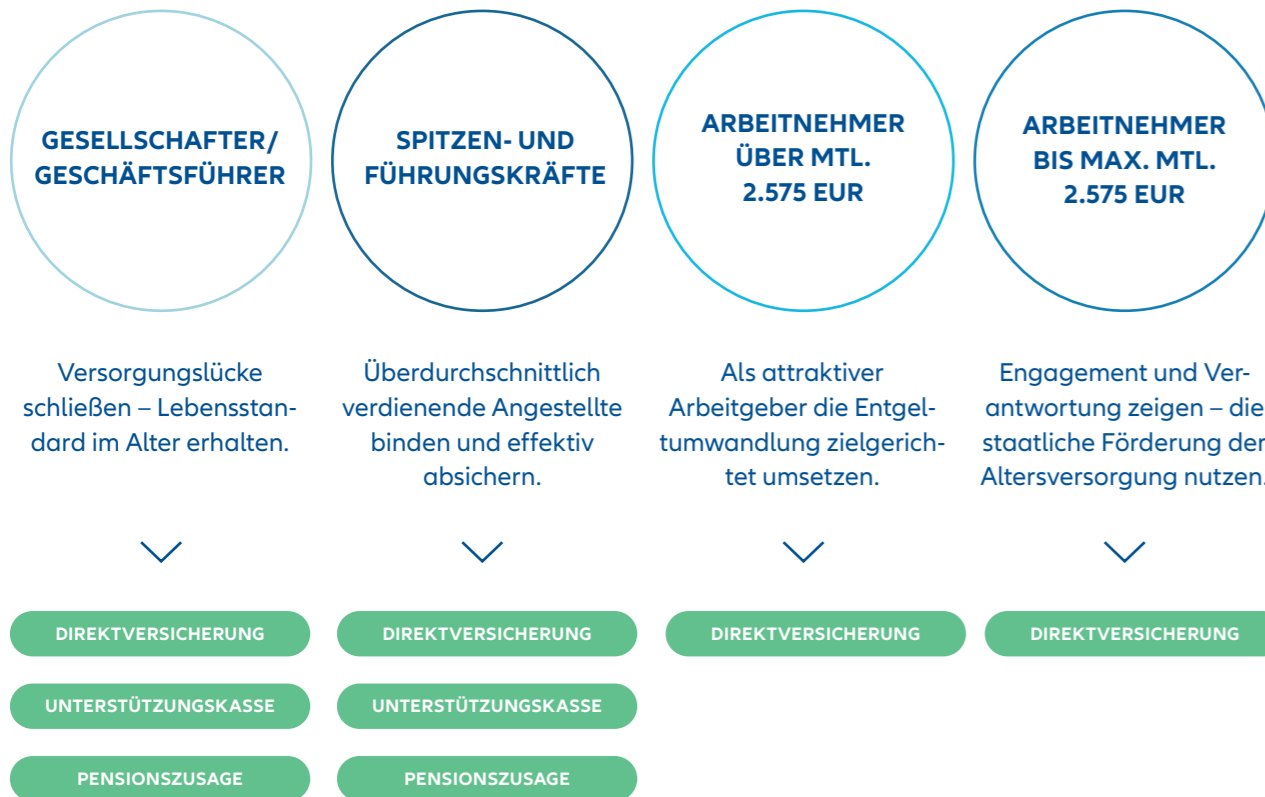 GESELLSCHAFTER/
GESCHÄFTSFÜHRER
SPITZEN- UND
FÜHRUNGSKRÄFTE
ARBEITNEHMER
ÜBER MTL.
2.575 EUR
ARBEITNEHMER
BIS MAX. MTL.
2.575 EUR
Versorgungslücke
schließen – Lebensstan-
dard im Alter erhalten.
Überdurchschnittlich
verdienende Angestellte
binden und effektiv
absichern.
Als attraktiver
Arbeitgeber die Entgel-
tumwandlung zielgerich-
tet umsetzen.
Engagement und Ver-
antwortung zeigen – die
staatliche Förderung der
Altersversorgung nutzen.
DIREKTVERSICHERUNG
DIREKTVERSICHERUNG
DIREKTVERSICHERUNG
DIREKTVERSICHERUNG
UNTERSTÜTZUNGSKASSE
UNTERSTÜTZUNGSKASSE
PENSIONSZUSAGE
PENSIONSZUSAGE